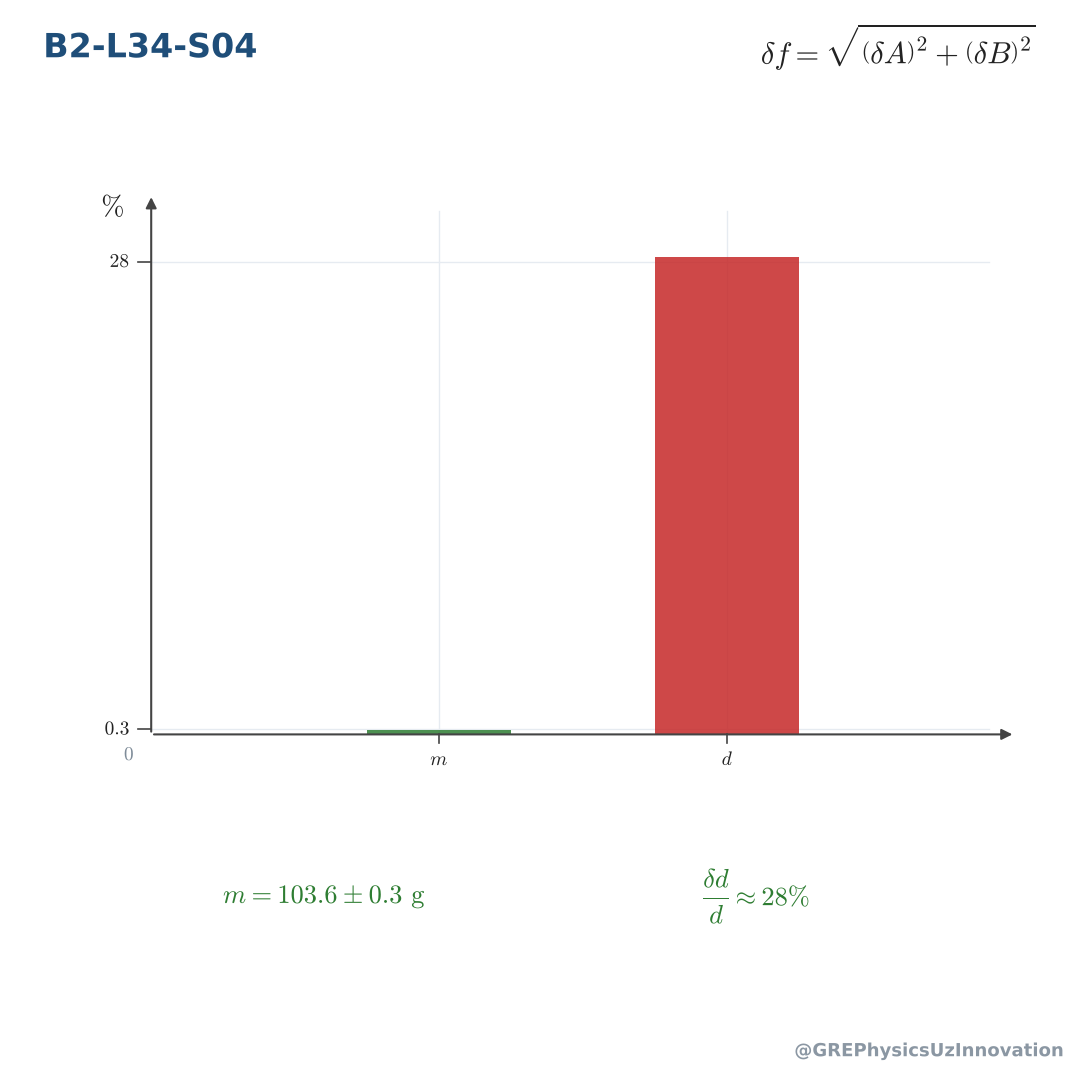 B2-L34-S04
δf = √((δA)² + (δB)²)
%
28
0.3
0
m
d
m = 103.6 ± 0.3 g
δd/d ≈ 28%
@GREPhysicsUzInnovation